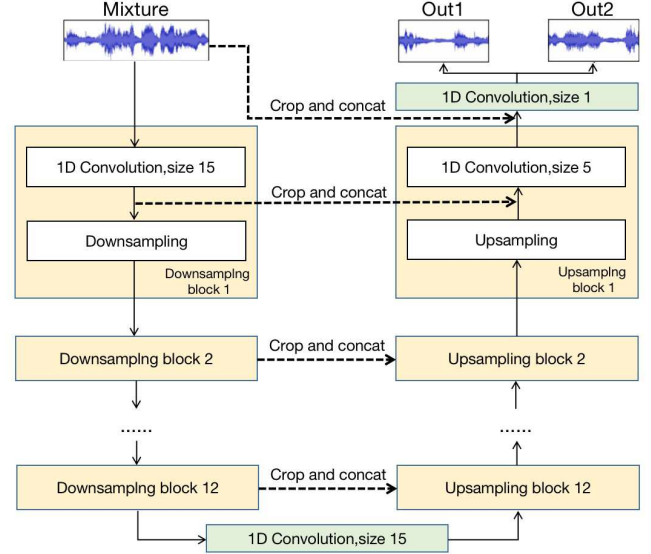 Mixture
Out1
Out2
1D Convolution,size 1
Crop and concat
1D Convolution,size 15
1D Convolution,size 5
Crop and concat
Downsampling
Upsampling
Downsamplng
block 1
Upsamplng
block 1
Downsamplng block 2
Crop and concat
Upsampling block 2
......
......
Downsamplng block 12
Crop and concat
Upsampling block 12
1D Convolution,size 15